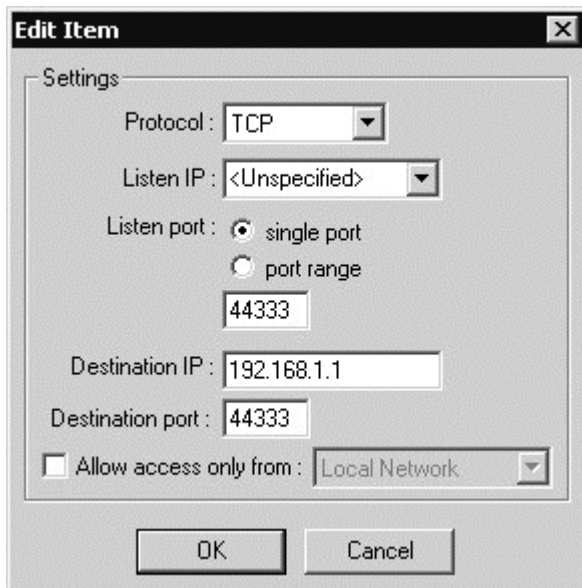 Edit Item
Settings
Protocol : TCP
Listen IP : <Unspecified>
Listen port : single port
port range
44333
Destination IP : 192.168.1.1
Destination port : 44333
Allow access only from : Local Network
OK Cancel